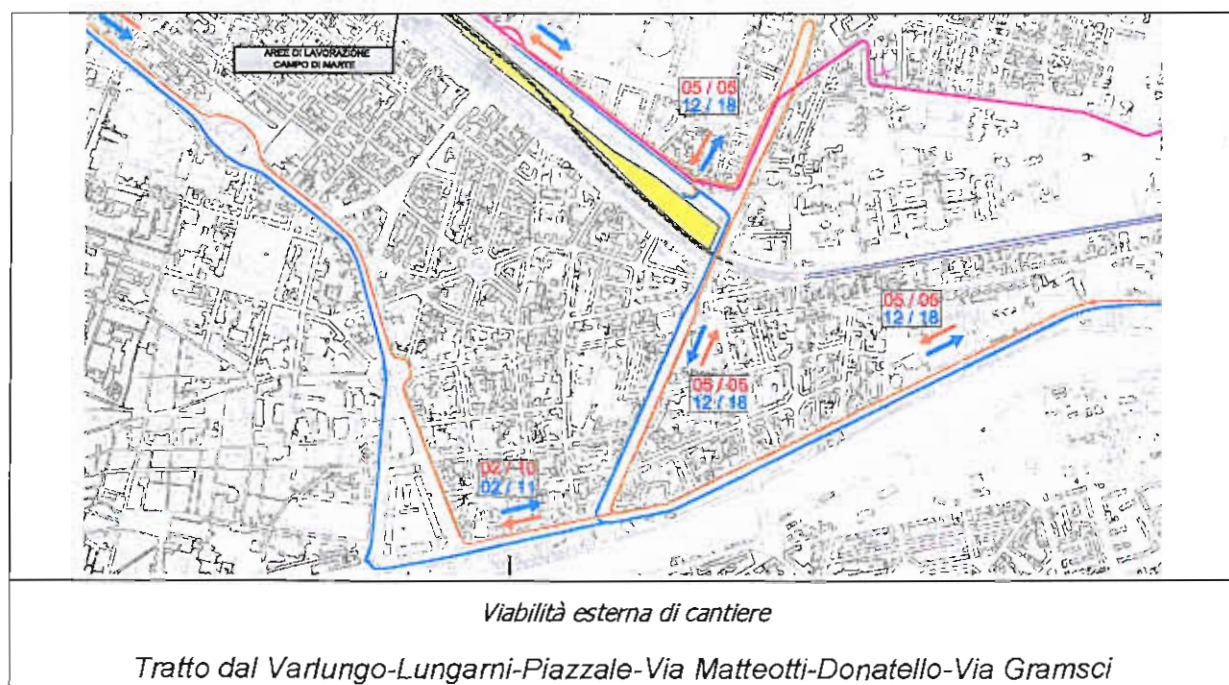 AREE DI LAVORAZIONE
CAMPO DI MARTE
05 / 05
12 / 18
05 / 05
12 / 18
05 / 05
12 / 18
02 / 10
02 / 11
Viabilità esterna di cantiere
Tratto dal Varlungo-Lungarni-Piazzale-Via Matteotti-Donatello-Via Gramsci